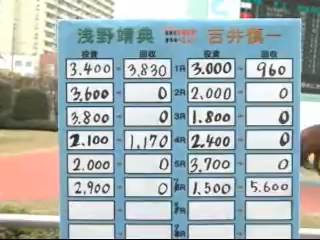 浅野靖典 古井慎一
投資 回収 投資 回収
3.400 3,830 1R 3.000 960
3,600 0 2R 2.000 0
3,800 0 3R 1.800 0
2.100 1,170 4R 2,400 0
2.000 0 5R 3,700 0
2,900 0 1,500 5.600